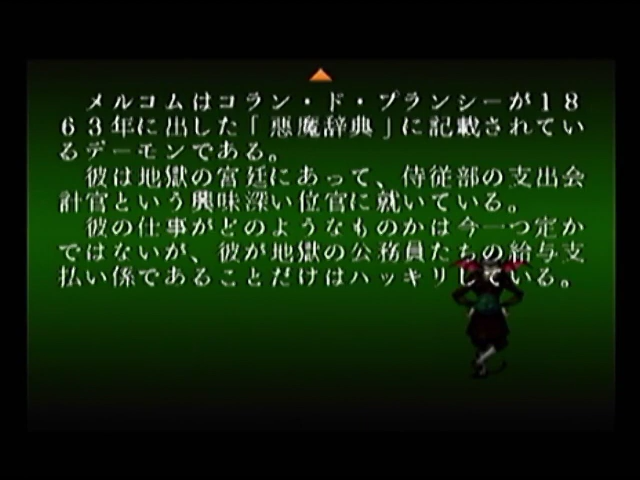 メルコムはコラン・ド・プランシーが１８
６３年に出した「悪魔辞典」に記載されてい
るデーモンである。
　彼は地獄の宮廷にあって、侍従部の支出会
計官という興味深い位官に就いている。
　彼の仕事がどのようなものかは今一つ定か
ではないが、彼が地獄の公務員たちの給与支
払い係であることだけはハッキリしている。